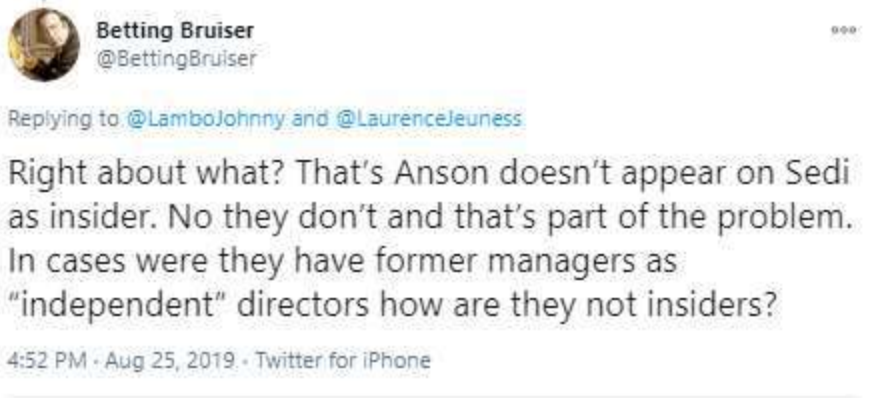 Betting Bruiser
@BettingBruiser
Replying to @LamboJohnny and @LaurenceJeuness
Right about what? That's Anson doesn't appear on Sedi
as insider. No they don't and that's part of the problem.
In cases were they have former managers as
“independent” directors how are they not insiders?
4:52 PM · Aug 25, 2019 · Twitter for iPhone